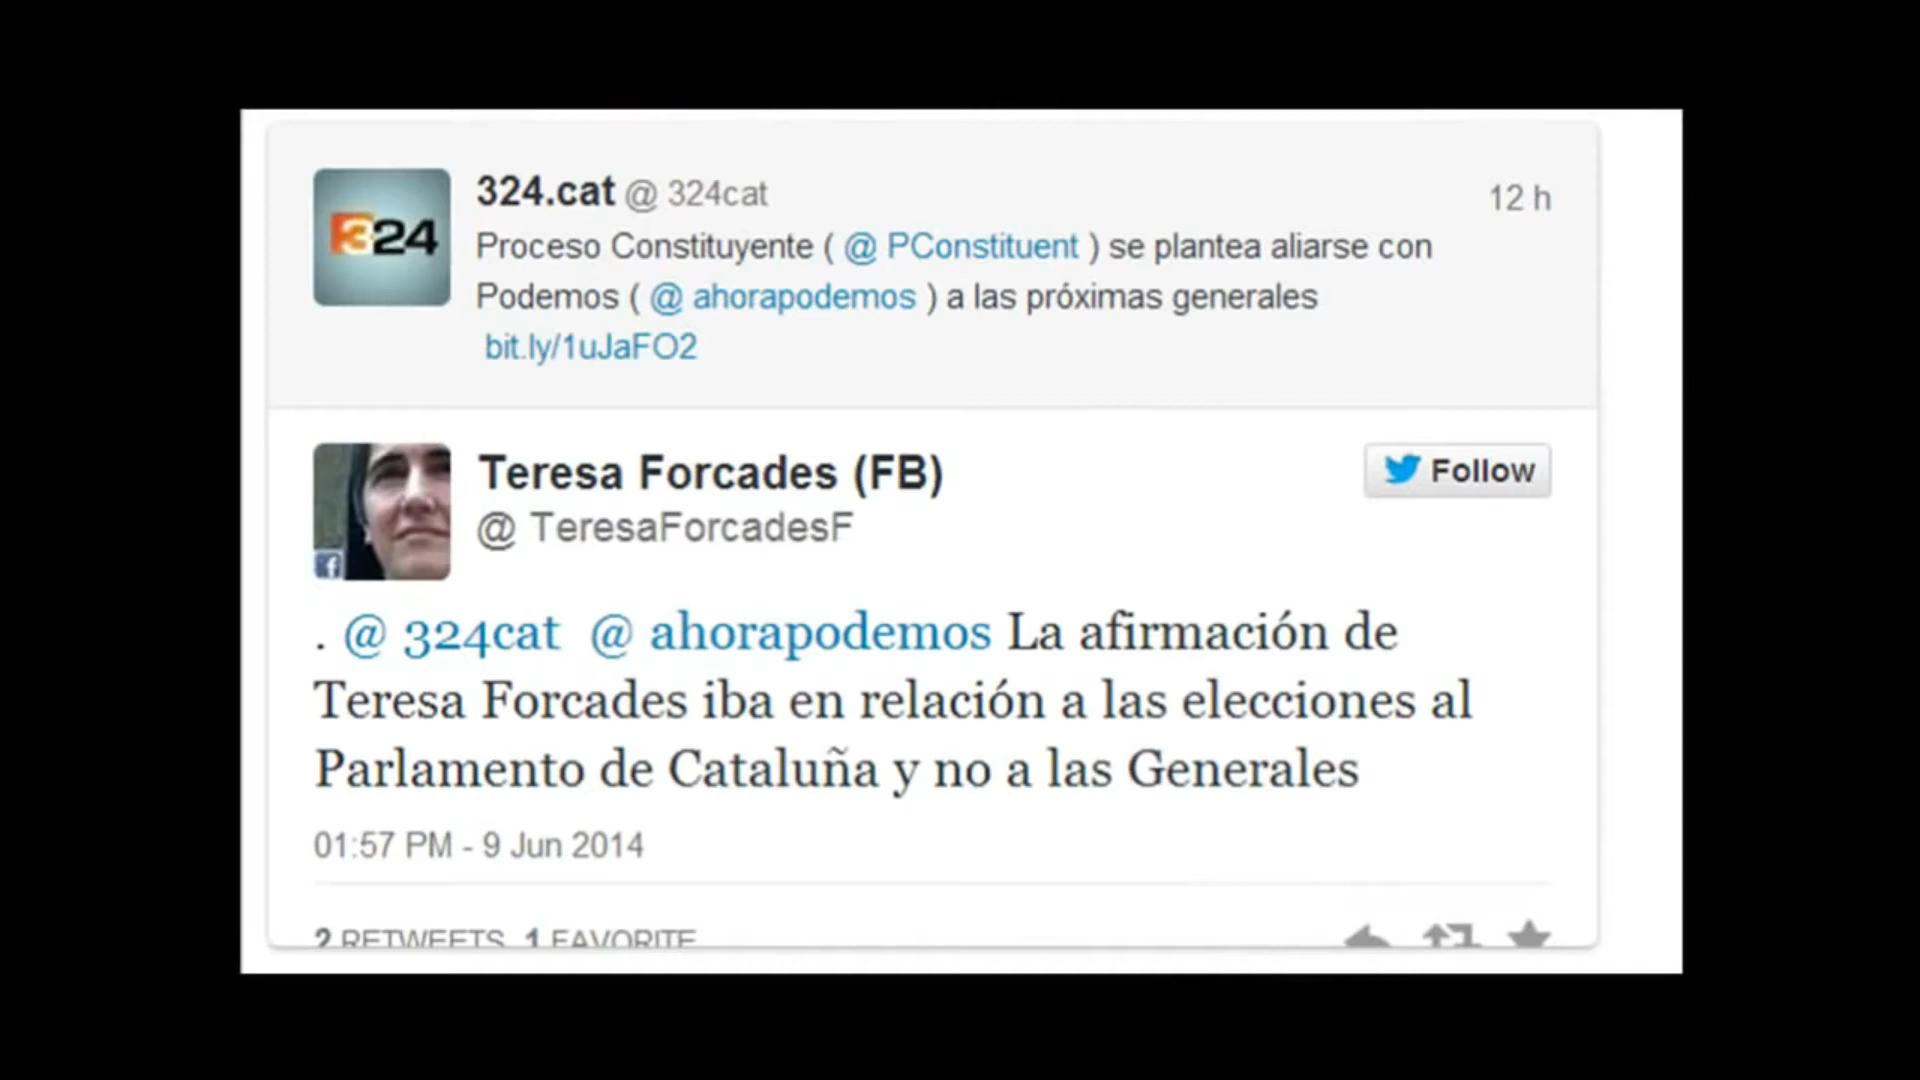 324
324.cat @ 324cat
12 h
Proceso Constituyente ( @ PConstituent ) se plantea aliarse con
Podemos ( @ ahorapodemos ) a las próximas generales
bit.ly/1uJaFO2
Teresa Forcades (FB)
Follow
@ TeresaForcadesF
f
. @ 324cat @ ahorapodemos La afirmación de
Teresa Forcades iba en relación a las elecciones al
Parlamento de Cataluña y no a las Generales
01:57 PM - 9 Jun 2014
2 RETWEETS 1 FAVORITE